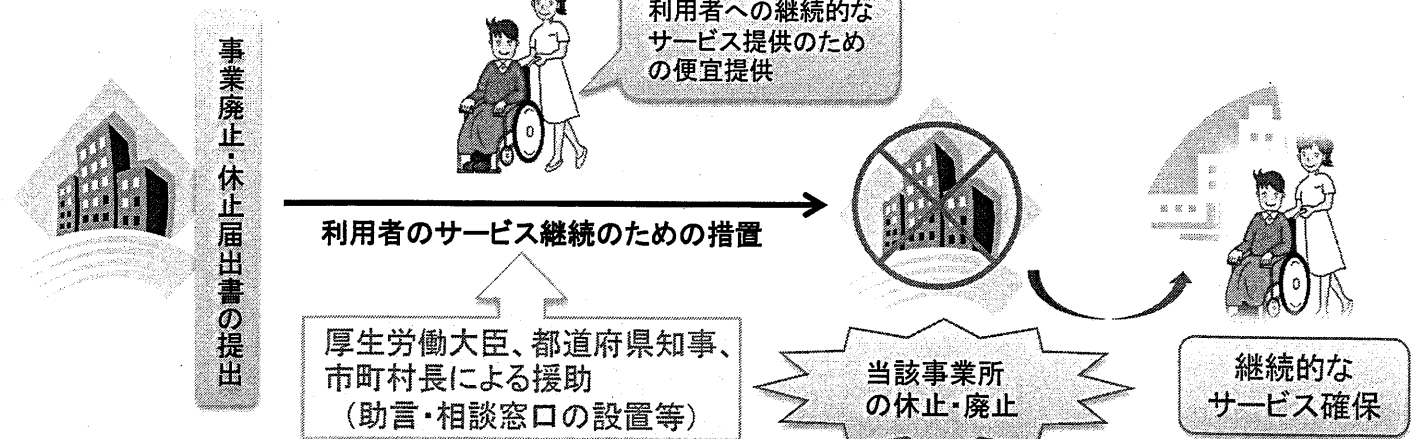 事業廃止・休止届出書の提出
利用者への継続的な
サービス提供のため
の便宜提供
利用者のサービス継続のための措置
厚生労働大臣、都道府県知事、
市町村長による援助
(助言・相談窓口の設置等)
当該事業所
の休止・廃止
継続的な
サービス確保